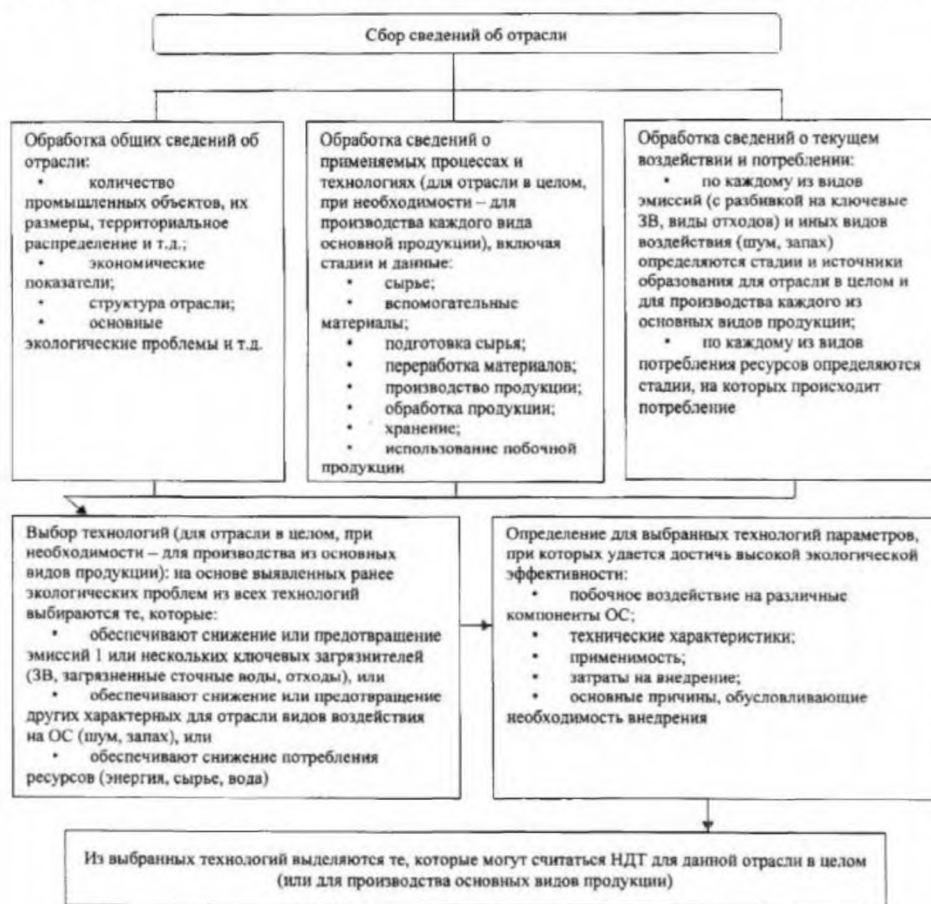 Сбор сведений об отрасли
Обработка общих сведений об
отрасли:
• количество
промышленных объектов, их
размеры, территориальное
распределение и т.д.;
• экономические
показатели;
• структура отрасли;
• основные
экологические проблемы и т.д.
Обработка сведений о
применяемых процессах и
технологиях (для отрасли в целом,
при необходимости – для
производства каждого вида
основной продукции), включая
стадии и данные:
• сырье;
• вспомогательные
материалы;
• подготовка сырья;
• переработка материалов;
• производство продукции;
• обработка продукции;
• хранение;
• использование побочной
продукции
Обработка сведений о текущем
воздействии и потреблении:
• по каждому из видов
эмиссий (с разбивкой на ключевые
ЗВ, виды отходов) и иных видов
воздействия (шум, запах)
определяются стадии и источники
образования для отрасли в целом и
для производства каждого из
основных видов продукции;
• по каждому из видов
потребления ресурсов определяются
стадии, на которых происходит
потребление
Выбор технологий (для отрасли в целом, при
необходимости – для производства из основных
видов продукции): на основе выявленных ранее
экологических проблем из всех технологий
выбираются те, которые:
• обеспечивают снижение или предотвращение
эмиссий 1 или нескольких ключевых загрязнителей
(ЗВ, загрязненные сточные воды, отходы), или
• обеспечивают снижение или предотвращение
других характерных для отрасли видов воздействия
на ОС (шум, запах), или
• обеспечивают снижение потребления
ресурсов (энергия, сырье, вода)
Определение для выбранных технологий параметров,
при которых удается достичь высокой экологической
эффективности:
• побочное воздействие на различные
компоненты ОС;
• технические характеристики;
• применимость;
• затраты на внедрение;
• основные причины, обусловливающие
необходимость внедрения
Из выбранных технологий выделяются те, которые могут считаться НДТ для данной отрасли в целом
(или для производства основных видов продукции)